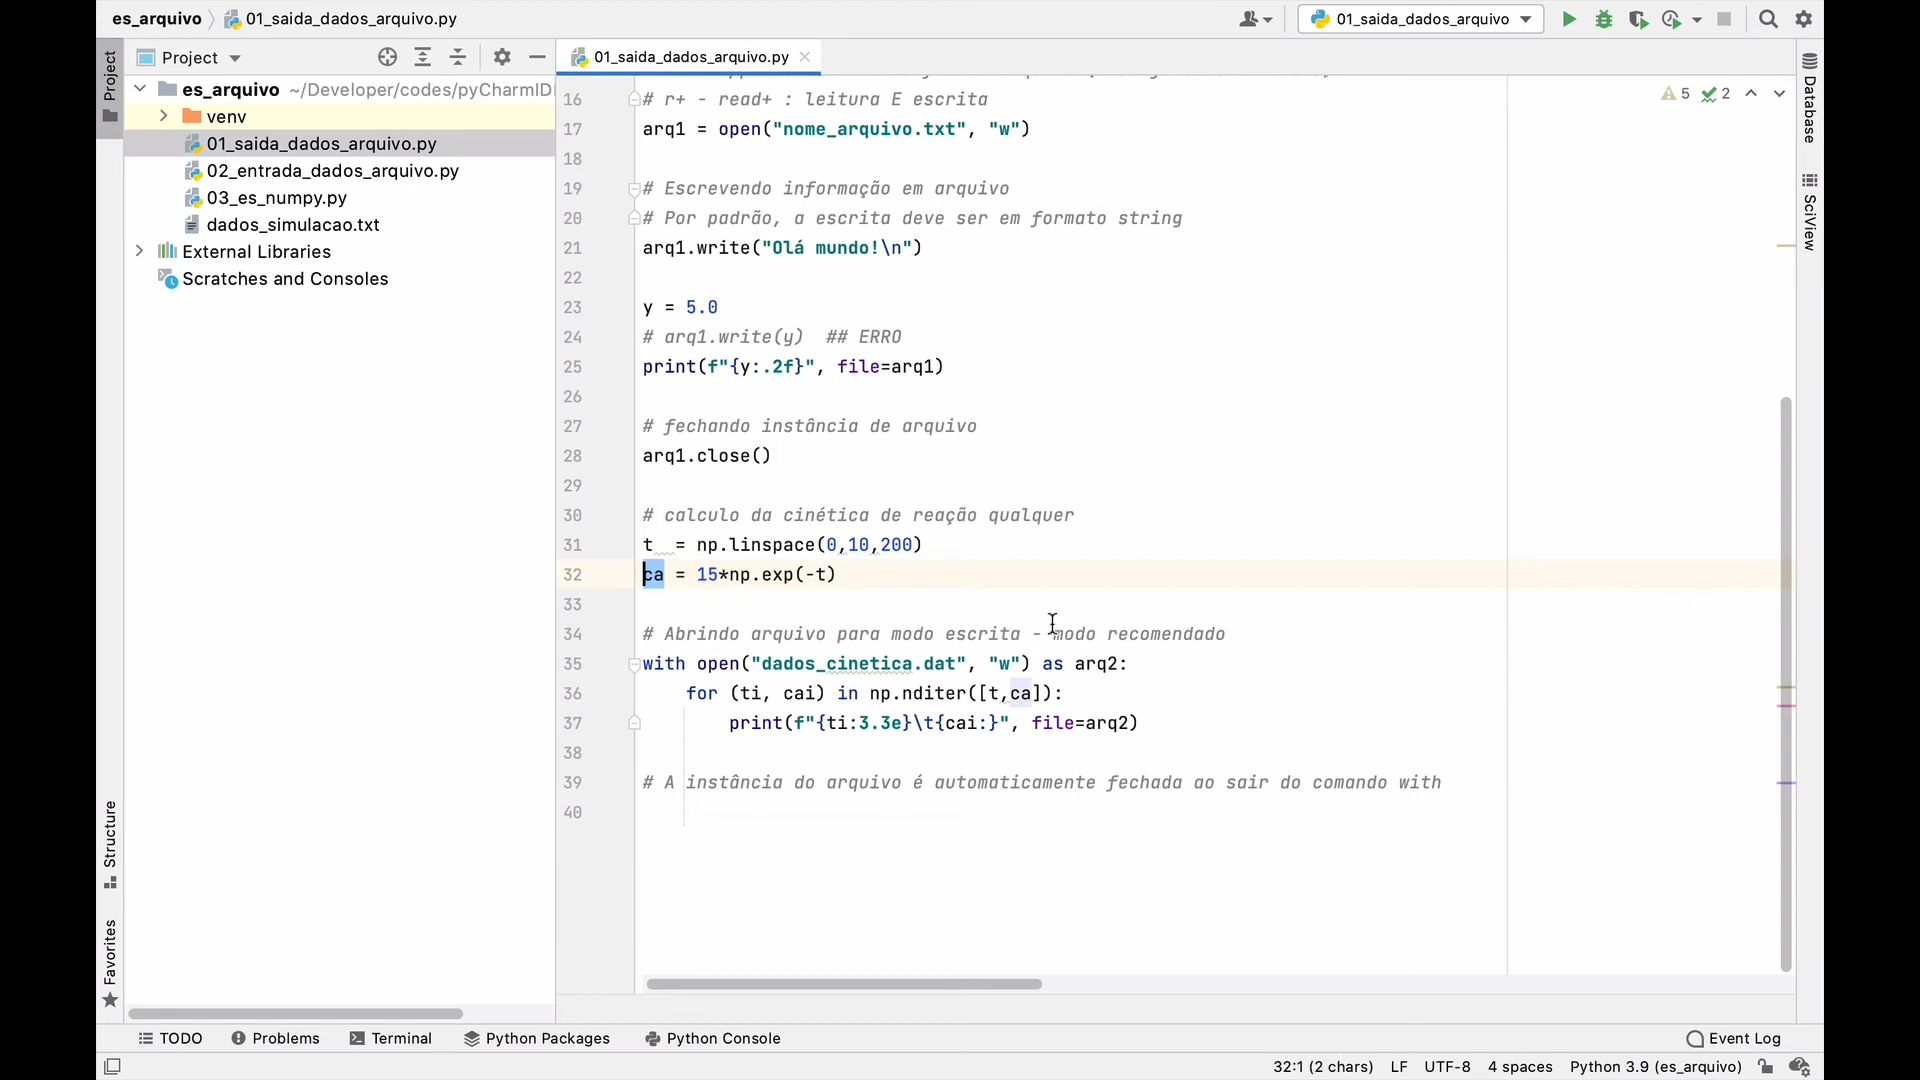 es_arquivo
01_saida_dados_arquivo.py
01_saida_dados_arquivo
Project
Project
es_arquivo ~/Developer/codes/pyCharmID
venv
01_saida_dados_arquivo.py
02_entrada_dados_arquivo.py
03_es_numpy.py
dados_simulacao.txt
External Libraries
Scratches and Consoles
Structure
Favorites
01_saida_dados_arquivo.py
5 2
16 # r+ - read+ : leitura E escrita
17 arq1 = open("nome_arquivo.txt", "w")
18
19 # Escrevendo informação em arquivo
20 # Por padrão, a escrita deve ser em formato string
21 arq1.write("Olá mundo!\n")
22
23 y = 5.0
24 # arq1.write(y)  ## ERRO
25 print(f"{y:.2f}", file=arq1)
26
27 # fechando instância de arquivo
28 arq1.close()
29
30 # calculo da cinética de reação qualquer
31 t  = np.linspace(0,10,200)
32 ca = 15*np.exp(-t)
33
34 # Abrindo arquivo para modo escrita - modo recomendado
35 with open("dados_cinetica.dat", "w") as arq2:
36     for (ti, cai) in np.nditer([t,ca]):
37         print(f"{ti:3.3e}\t{cai:}", file=arq2)
38
39 # A instância do arquivo é automaticamente fechada ao sair do comando with
40
Database
SciView
TODO
Problems
Terminal
Python Packages
Python Console
Event Log
32:1 (2 chars) LF UTF-8 4 spaces Python 3.9 (es_arquivo)